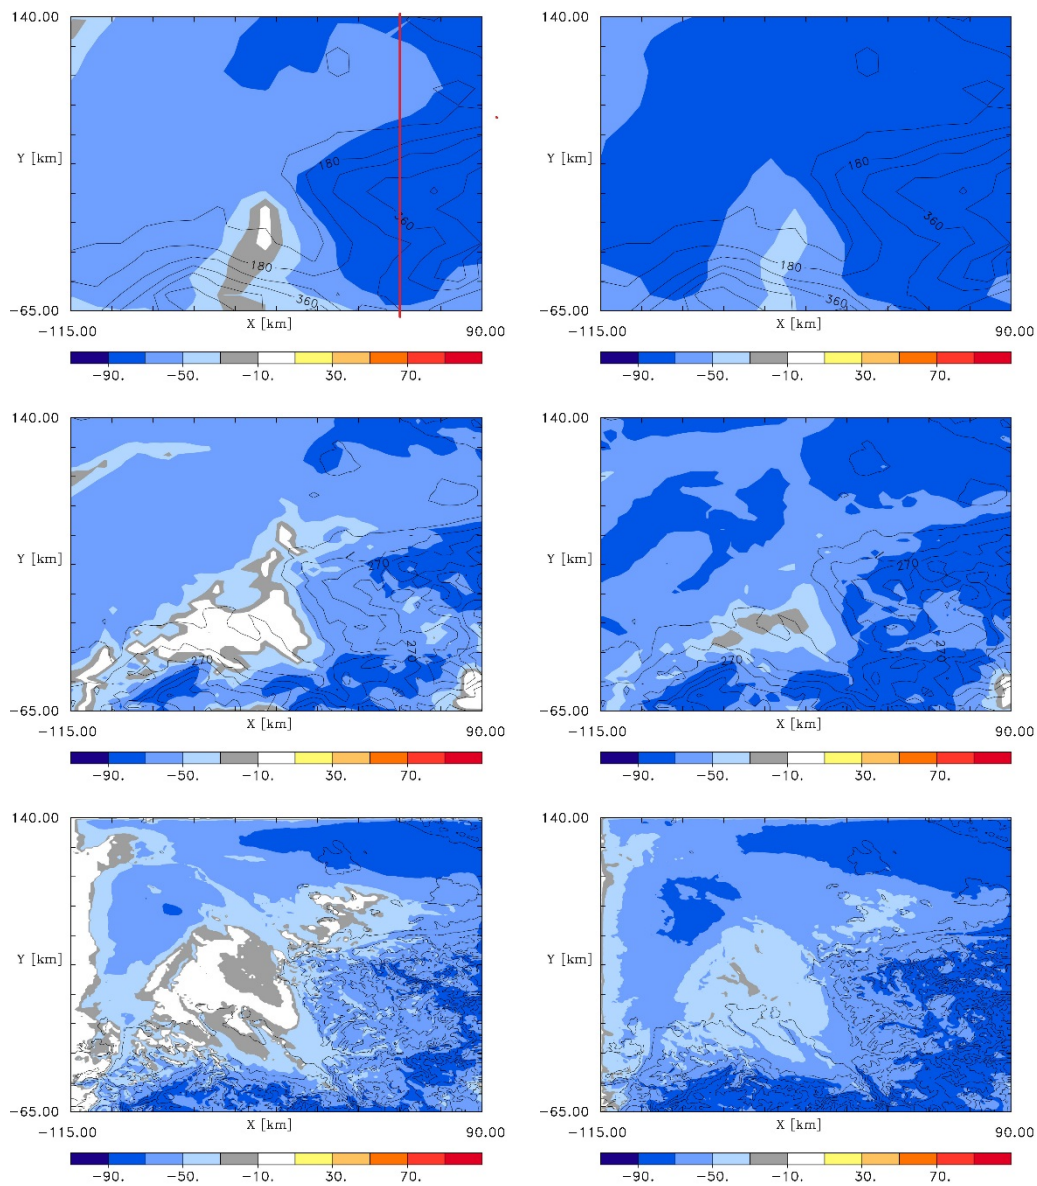 140.00 140.00
180 180
Y [km] Y [km]
360 360
180 180
360 360
-65.00 -65.00
X [km] X [km]
-115.00 90.00 -115.00 90.00
-90. -50. -10. 30. 70. -90. -50. -10. 30. 70.
140.00 140.00
Y [km] Y [km]
270 270
270 270
270 270
-65.00 -65.00
X [km] X [km]
-115.00 90.00 -115.00 90.00
-90. -50. -10. 30. 70. -90. -50. -10. 30. 70.
140.00 140.00
Y [km] Y [km]
-65.00 -65.00
X [km] X [km]
-115.00 90.00 -115.00 90.00
-90. -50. -10. 30. 70. -90. -50. -10. 30. 70.